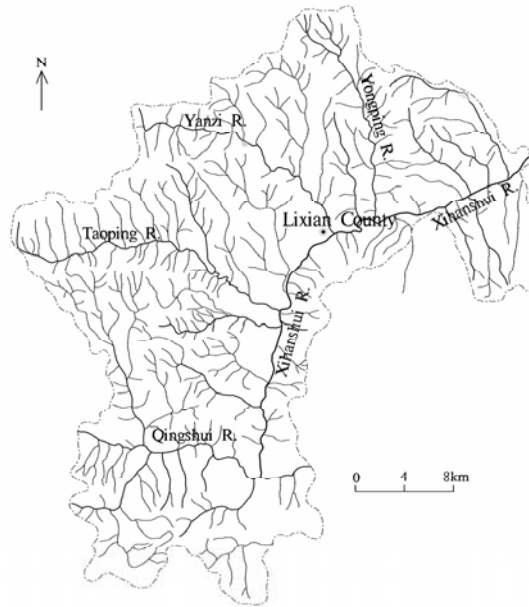 N
Yanzi R.
Yongping R.
Taoping R.
Lixian County
Xihanshui R.
Xihanshui R.
Qingshui R.
0 4 8km